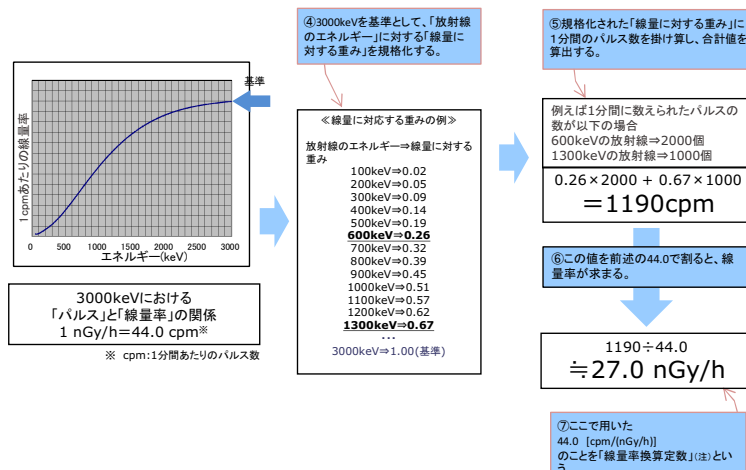 ④3000keVを基準として、「放射線
のエネルギー」に対する「線量に
対する重み」を規格化する。
⑤規格化された「線量に対する重み」に
1分間のパルス数を掛け算し、合計値を
算出する。
基準
1cpmあたりの線量率
0 500 1000 1500 2000 2500 3000
エネルギー(keV)
3000keVにおける
「パルス」と「線量率」の関係
1 nGy/h＝44.0 cpm※
※ cpm:1分間あたりのパルス数
≪線量に対応する重みの例≫
放射線のエネルギー⇒線量に対する
重み
100keV⇒0.02
200keV⇒0.05
300keV⇒0.09
400keV⇒0.14
500keV⇒0.19
600keV⇒0.26
700keV⇒0.32
800keV⇒0.39
900keV⇒0.45
1000keV⇒0.51
1100keV⇒0.57
1200keV⇒0.62
1300keV⇒0.67
…
3000keV⇒1.00(基準)
例えば1分間に数えられたパルスの
数が以下の場合
600keVの放射線⇒2000個
1300keVの放射線⇒1000個
0.26×2000 + 0.67×1000
＝1190cpm
⑥この値を前述の44.0で割ると、線
量率が求まる。
1190÷44.0
≒27.0 nGy/h
⑦ここで用いた
44.0 [cpm/(nGy/h)]
のことを「線量率換算定数」(注)とい
う